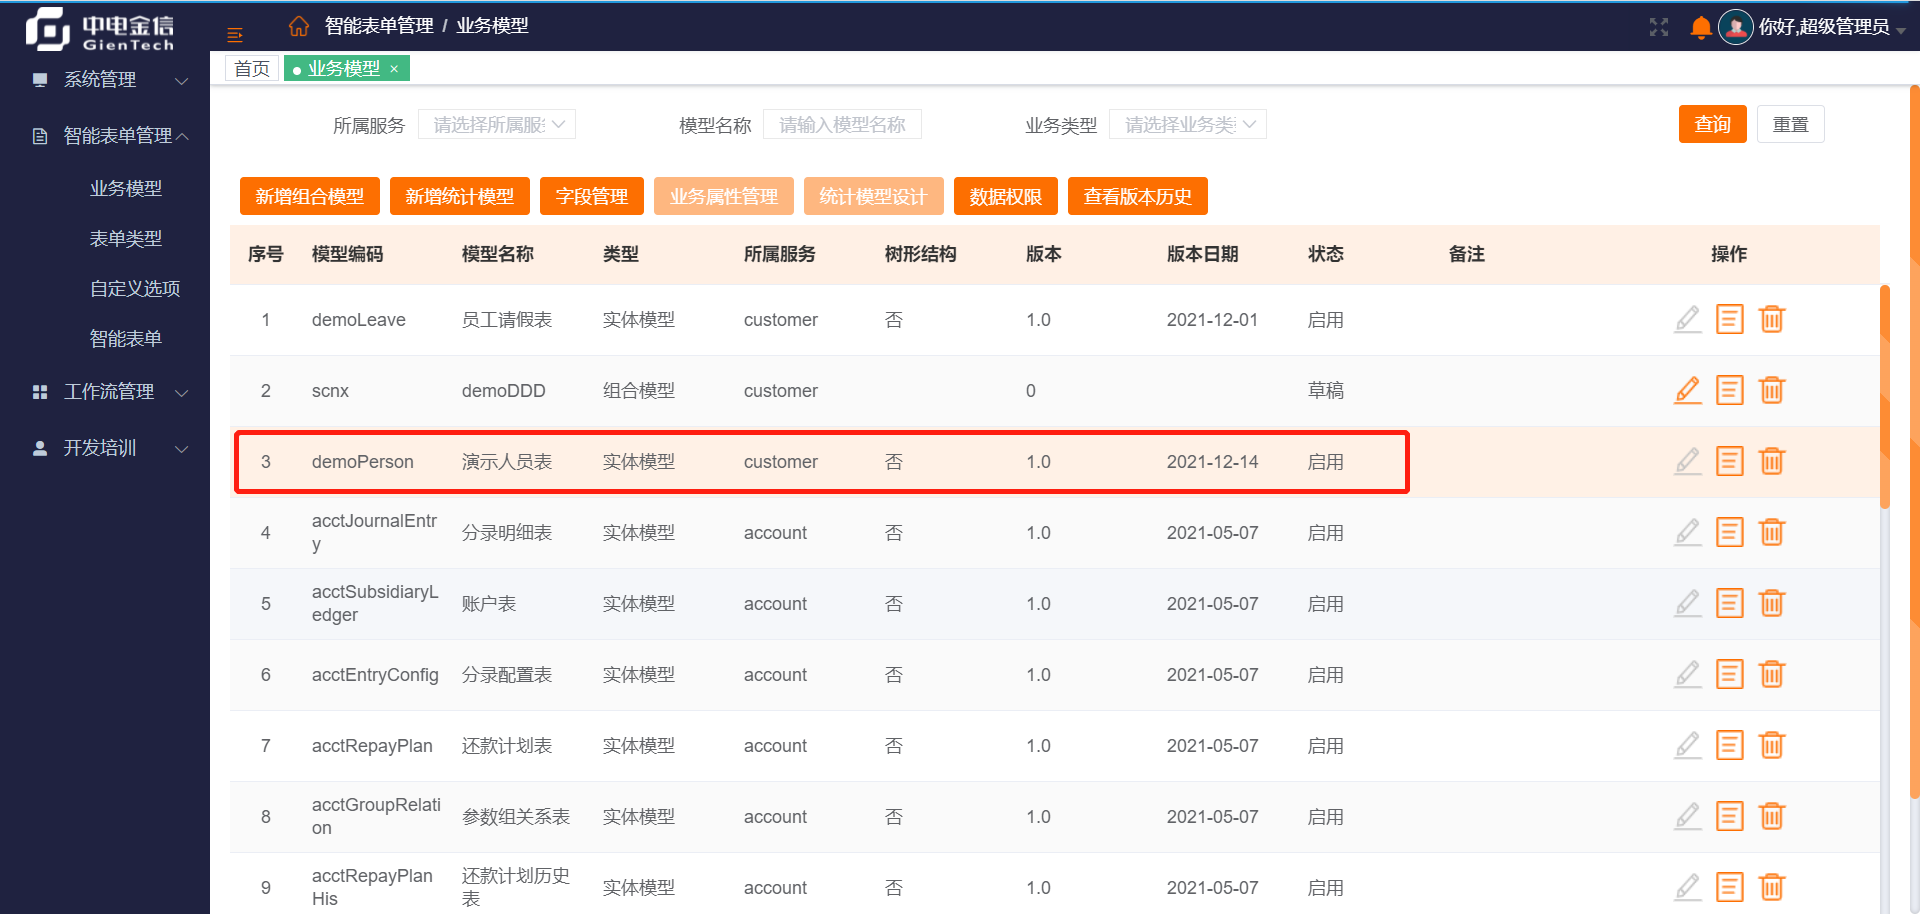 中电金信
GienTech
智能表单管理 / 业务模型
你好,超级管理员
首页
业务模型 ×
系统管理
智能表单管理
业务模型
表单类型
自定义选项
智能表单
工作流管理
开发培训
所属服务 请选择所属服 模型名称 请输入模型名称 业务类型 请选择业务类 查询 重置
新增组合模型 新增统计模型 字段管理 业务属性管理 统计模型设计 数据权限 查看版本历史
序号 模型编码 模型名称 类型 所属服务 树形结构 版本 版本日期 状态 备注 操作
1 demoLeave 员工请假表 实体模型 customer 否 1.0 2021-12-01 启用
2 scnx demoDDD 组合模型 customer 0 草稿
3 demoPerson 演示人员表 实体模型 customer 否 1.0 2021-12-14 启用
4 acctJournalEntr
y 分录明细表 实体模型 account 否 1.0 2021-05-07 启用
5 acctSubsidiaryL
edger 账户表 实体模型 account 否 1.0 2021-05-07 启用
6 acctEntryConfig 分录配置表 实体模型 account 否 1.0 2021-05-07 启用
7 acctRepayPlan 还款计划表 实体模型 account 否 1.0 2021-05-07 启用
8 acctGroupRelati
on 参数组关系表 实体模型 account 否 1.0 2021-05-07 启用
9 acctRepayPlan
His 还款计划历史
表 实体模型 account 否 1.0 2021-05-07 启用